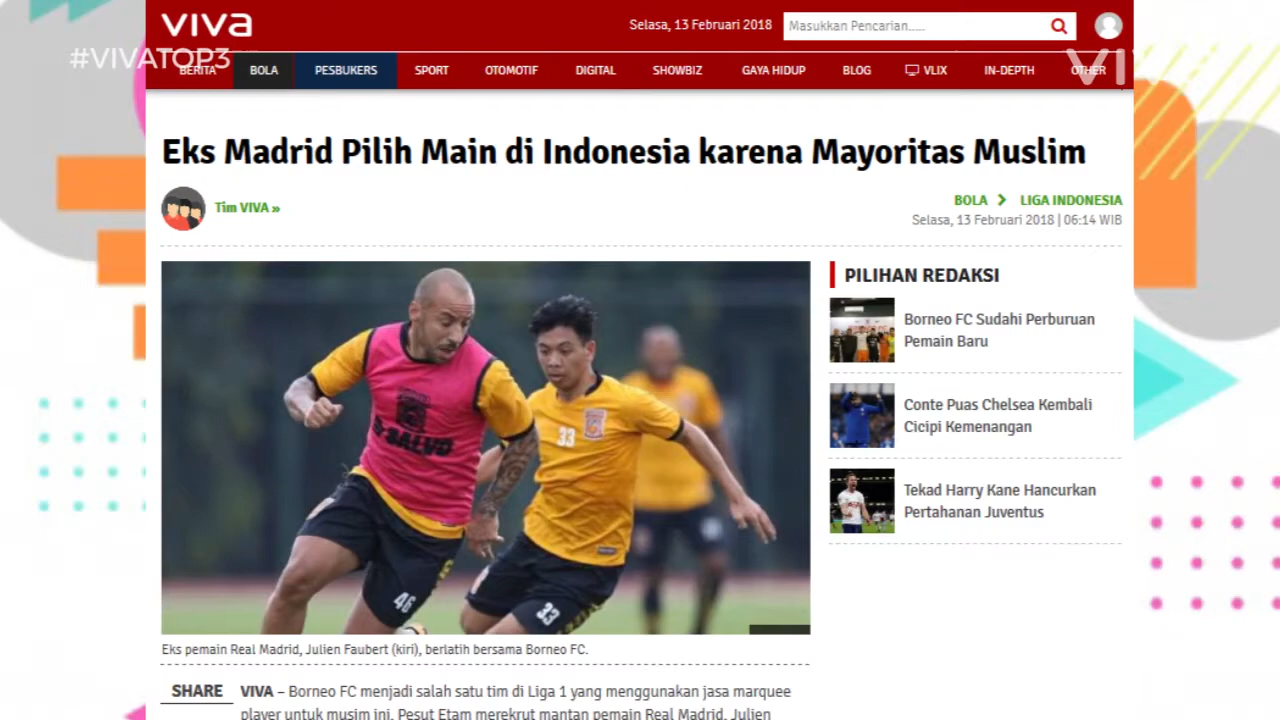 viva
Selasa, 13 Februari 2018
Masukkan Pencarian.....
#VIVATOP3
BERITA
BOLA
PESBUKERS
SPORT
OTOMOTIF
DIGITAL
SHOWBIZ
GAYA HIDUP
BLOG
VLIX
IN-DEPTH
OTHER
Eks Madrid Pilih Main di Indonesia karena Mayoritas Muslim
Tim VIVA »
BOLA
LIGA INDONESIA
Selasa, 13 Februari 2018 | 06:14 WIB
PILIHAN REDAKSI
Borneo FC Sudahi Perburuan
Pemain Baru
Conte Puas Chelsea Kembali
Cicipi Kemenangan
Tekad Harry Kane Hancurkan
Pertahanan Juventus
33
46
33
Eks pemain Real Madrid, Julien Faubert (kiri), berlatih bersama Borneo FC.
SHARE
VIVA – Borneo FC menjadi salah satu tim di Liga 1 yang menggunakan jasa marquee
player untuk musim ini. Pesut Etam merekrut mantan pemain Real Madrid, Julien